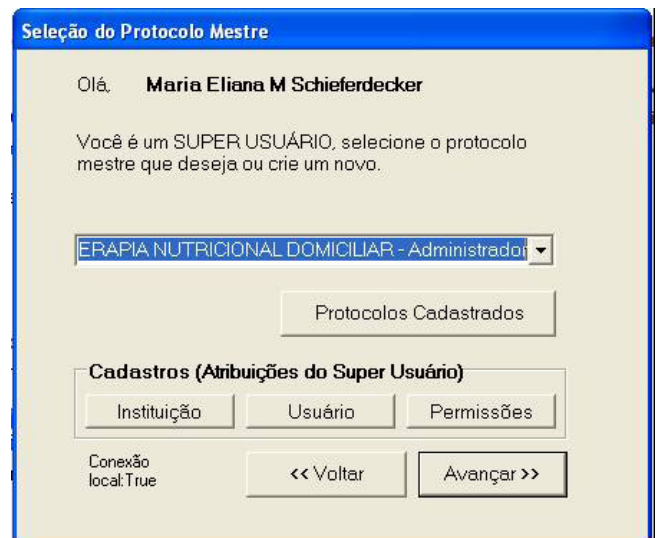 Seleção do Protocolo Mestre
Olá, Maria Eliana M Schieferdecker
Você é um SUPER USUÁRIO, selecione o protocolo
mestre que deseja ou crie um novo.
ERAPIA NUTRICIONAL DOMICILIAR - Administrador
Protocolos Cadastrados
Cadastros (Atribuições do Super Usuário)
Instituição Usuário Permissões
Conexão
local:True
<< Voltar Avançar >>